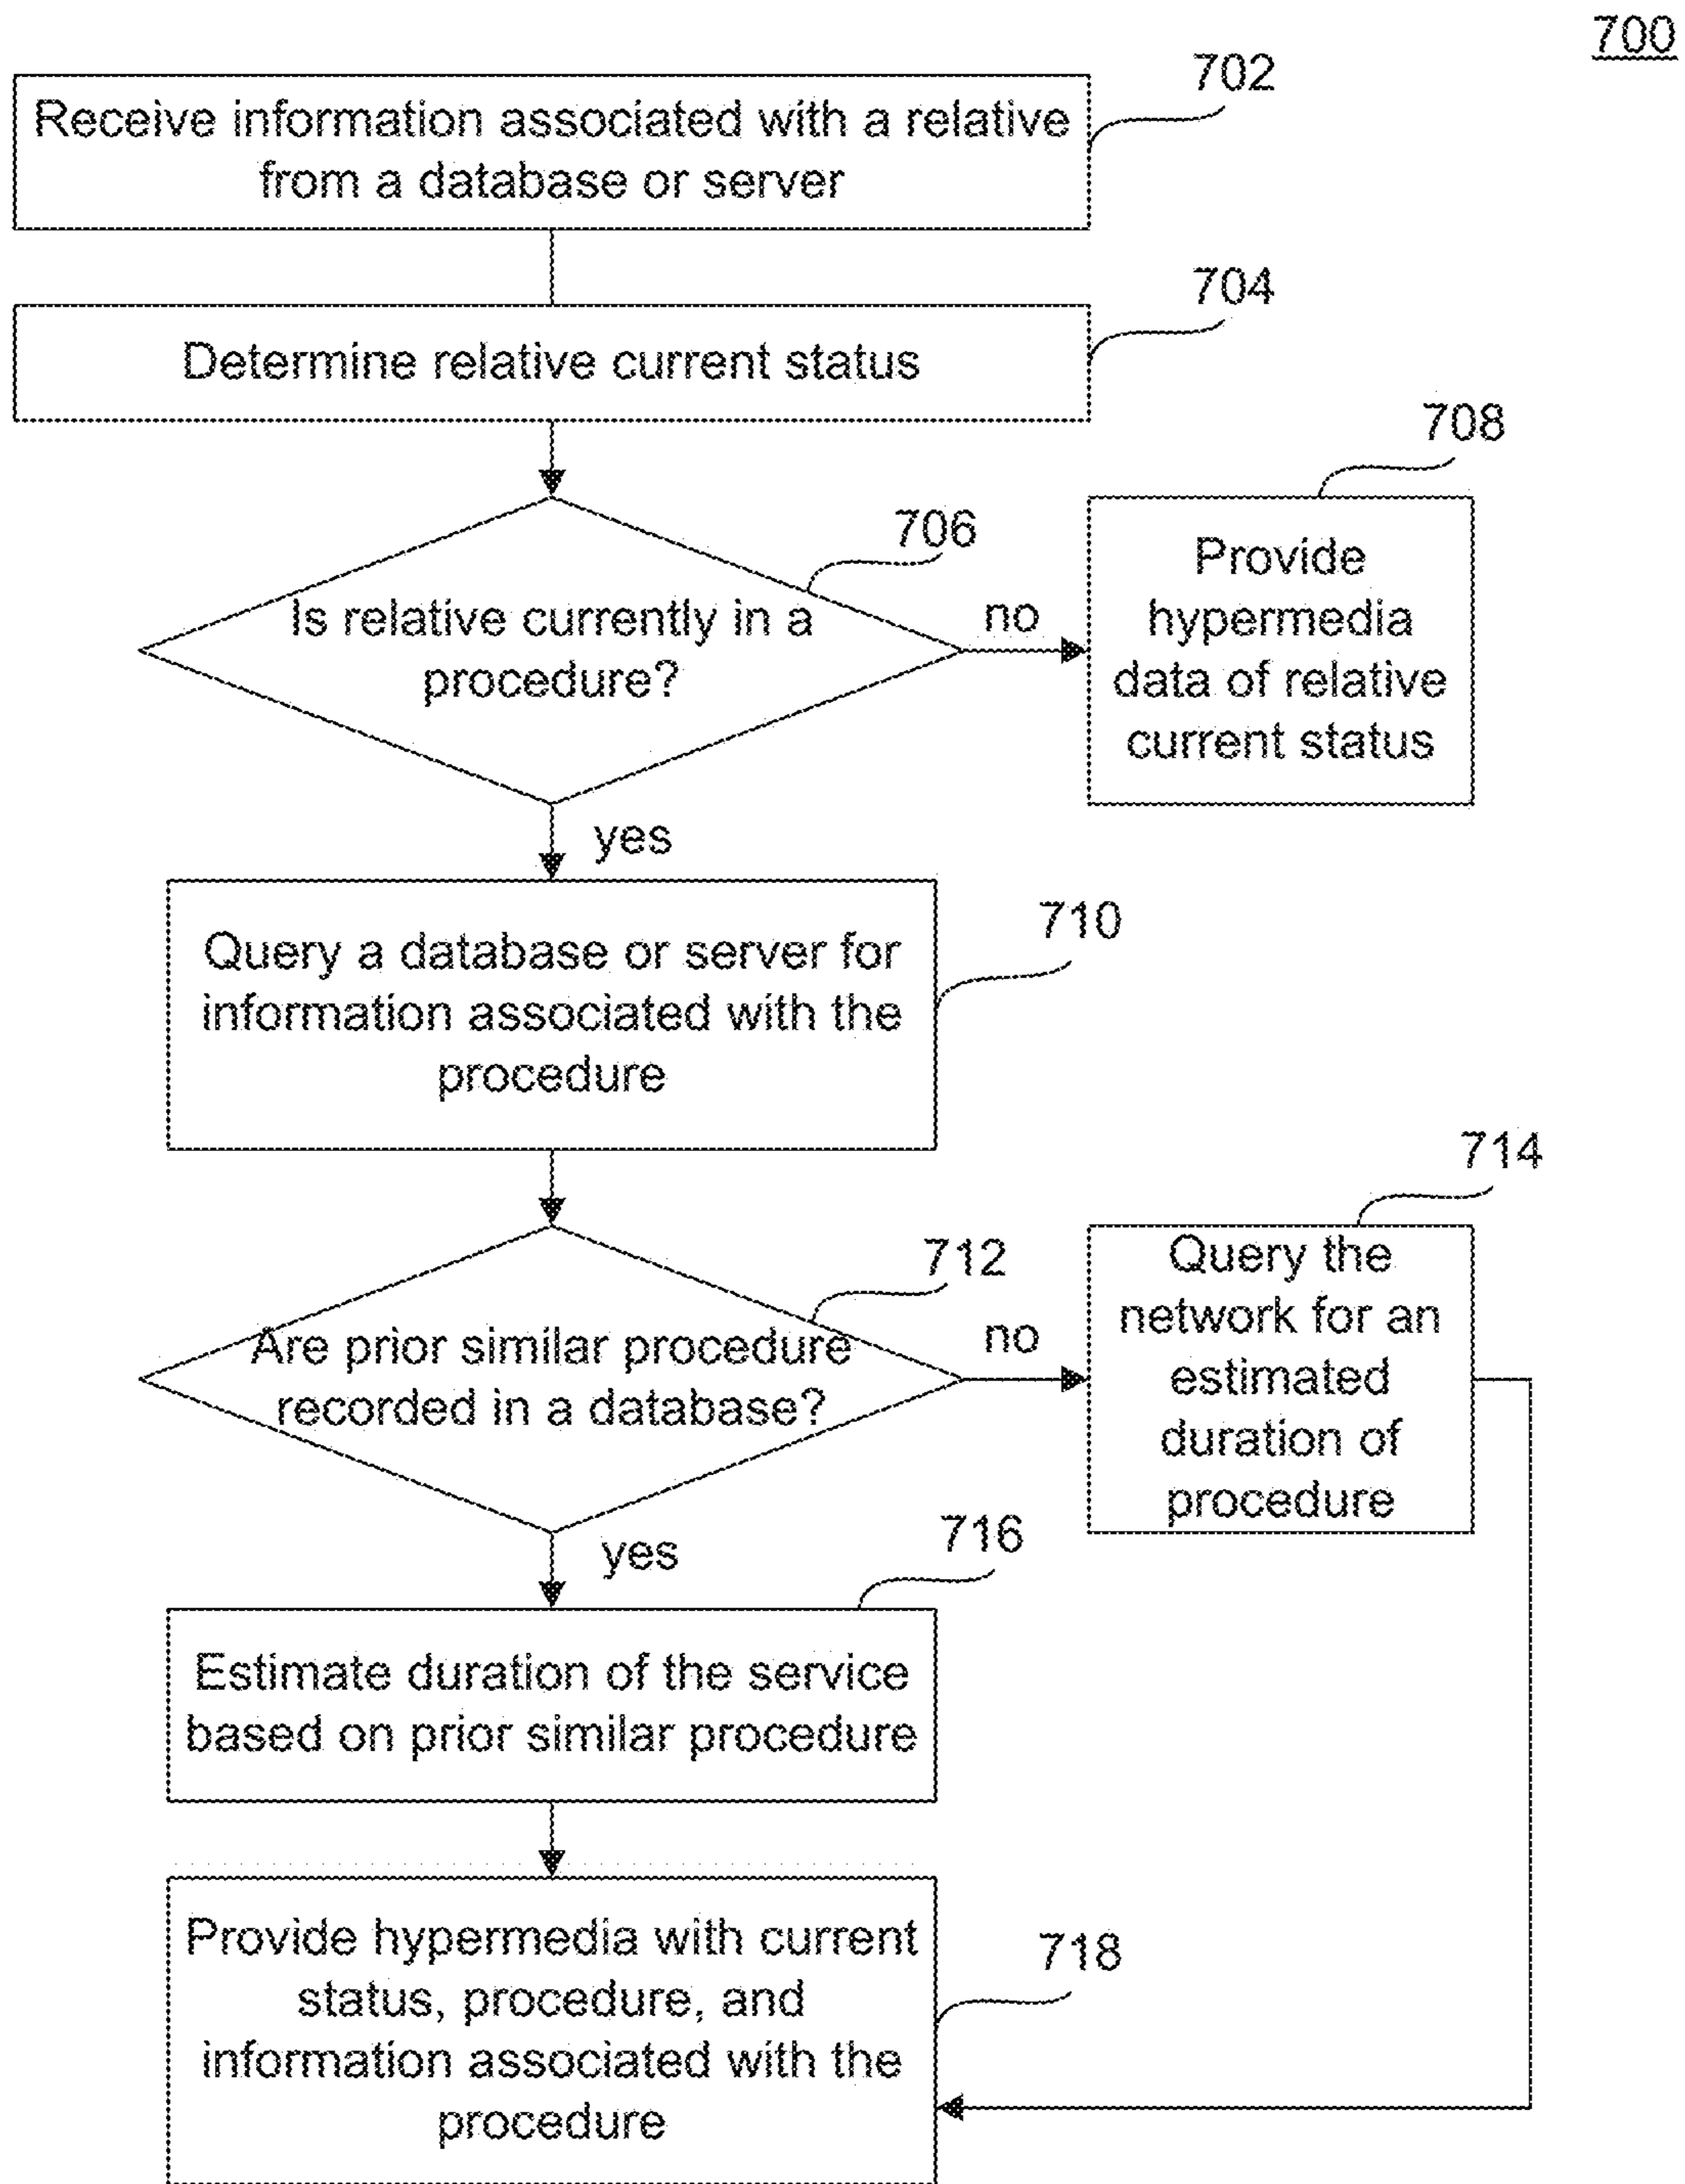 700
702
Receive information associated with a relative
from a database or server
704
Determine relative current status
706
Is relative currently in a
procedure?
no
708
Provide
hypermedia
data of relative
current status
yes
710
Query a database or server for
information associated with the
procedure
712
Are prior similar procedure
recorded in a database?
no
714
Query the
network for an
estimated
duration of
procedure
yes
716
Estimate duration of the service
based on prior similar procedure
718
Provide hypermedia with current
status, procedure, and
information associated with the
procedure